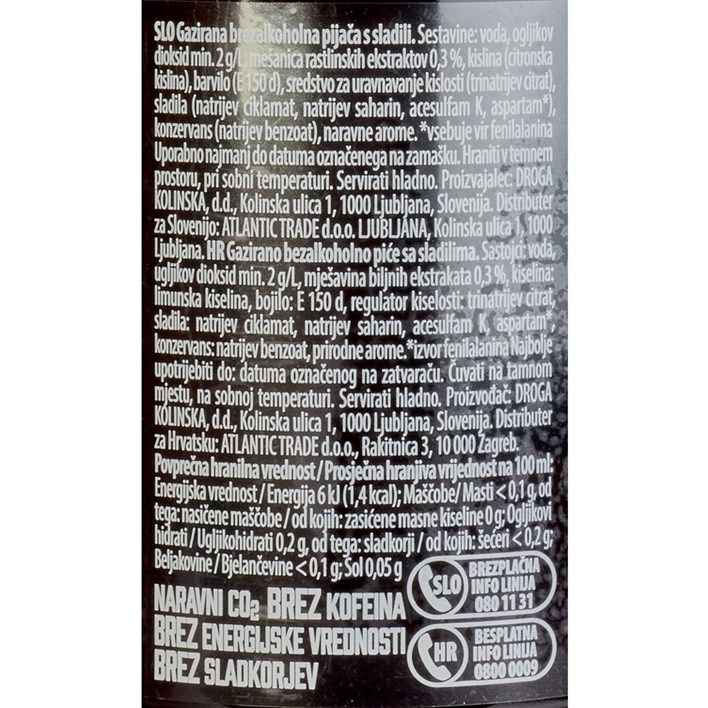 SLO Gazirana brezalkoholna pijača s sladili. Sestavine: voda, ogljikov
dioksid min. 2 g/L, mešanica rastlinskih ekstraktov 0,3 %, kislina (citronska
kislina), barvilo (E 150 d), sredstvo za uravnavanje kislosti (trinatrijev citrat),
sladila (natrijev ciklamat, natrijev saharin, acesulfam K, aspartam*),
konzervans (natrijev benzoat), naravne arome. *vsebuje vir fenilalanina
Uporabno najmanj do datuma označenega na zamašku. Hraniti v temnem
prostoru, pri sobni temperaturi. Servirati hladno. Proizvajalec: DROGA
KOLINSKA, d.d., Kolinska ulica 1, 1000 Ljubljana, Slovenija. Distributer
za Slovenijo: ATLANTIC TRADE d.o.o. LJUBLJANA, Kolinska ulica 1, 1000
Ljubljana. HR Gazirano bezalkoholno piće sa sladilima. Sastojci: voda,
ugljikov dioksid min. 2 g/L, mješavina biljnih ekstrakata 0,3 %, kiselina:
limunska kiselina, bojilo: E 150 d, regulator kiselosti: trinatrijev citrat,
sladila: natrijev ciklamat, natrijev saharin, acesulfam K, aspartam*,
konzervans: natrijev benzoat, prirodne arome. *izvor fenilalanina Najbolje
upotrijebiti do: datuma označenog na zatvaraču. Čuvati na tamnom
mjestu, na sobnoj temperaturi. Servirati hladno. Proizvođač: DROGA
KOLINSKA, d.d., Kolinska ulica 1, 1000 Ljubljana, Slovenija. Distributer
za Hrvatsku: ATLANTIC TRADE d.o.o., Rakitnica 3, 10 000 Zagreb.
Povprečna hranilna vrednost / Prosječna hranjiva vrijednost na 100 ml:
Energijska vrednost / Energija 6 kJ (1,4 kcal); Maščobe/ Masti < 0,1 g, od
tega: nasičene maščobe / od kojih: zasićene masne kiseline 0 g; Ogljikovi
hidrati / Ugljikohidrati 0,2 g, od tega: sladkorji / od kojih: šećeri < 0,2 g;
Beljakovine / Bjelančevine < 0,1 g; Sol 0,05 g
NARAVNI CO2 BREZ KOFEINA
BREZ ENERGIJSKE VREDNOSTI
BREZ SLADKORJEV
SLO
BREZPLAČNA
INFO LINIJA
080 11 31
HR
BESPLATNA
INFO LINIJA
0800 0009